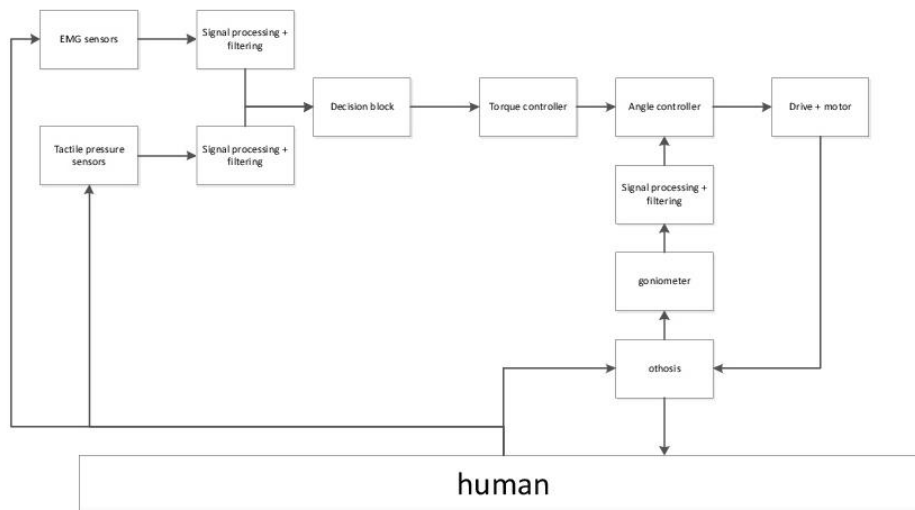 EMG sensors
Signal processing +
filtering
Decision block
Torque controller
Angle controller
Drive + motor
Tactile pressure
sensors
Signal processing +
filtering
Signal processing +
filtering
goniometer
othosis
human